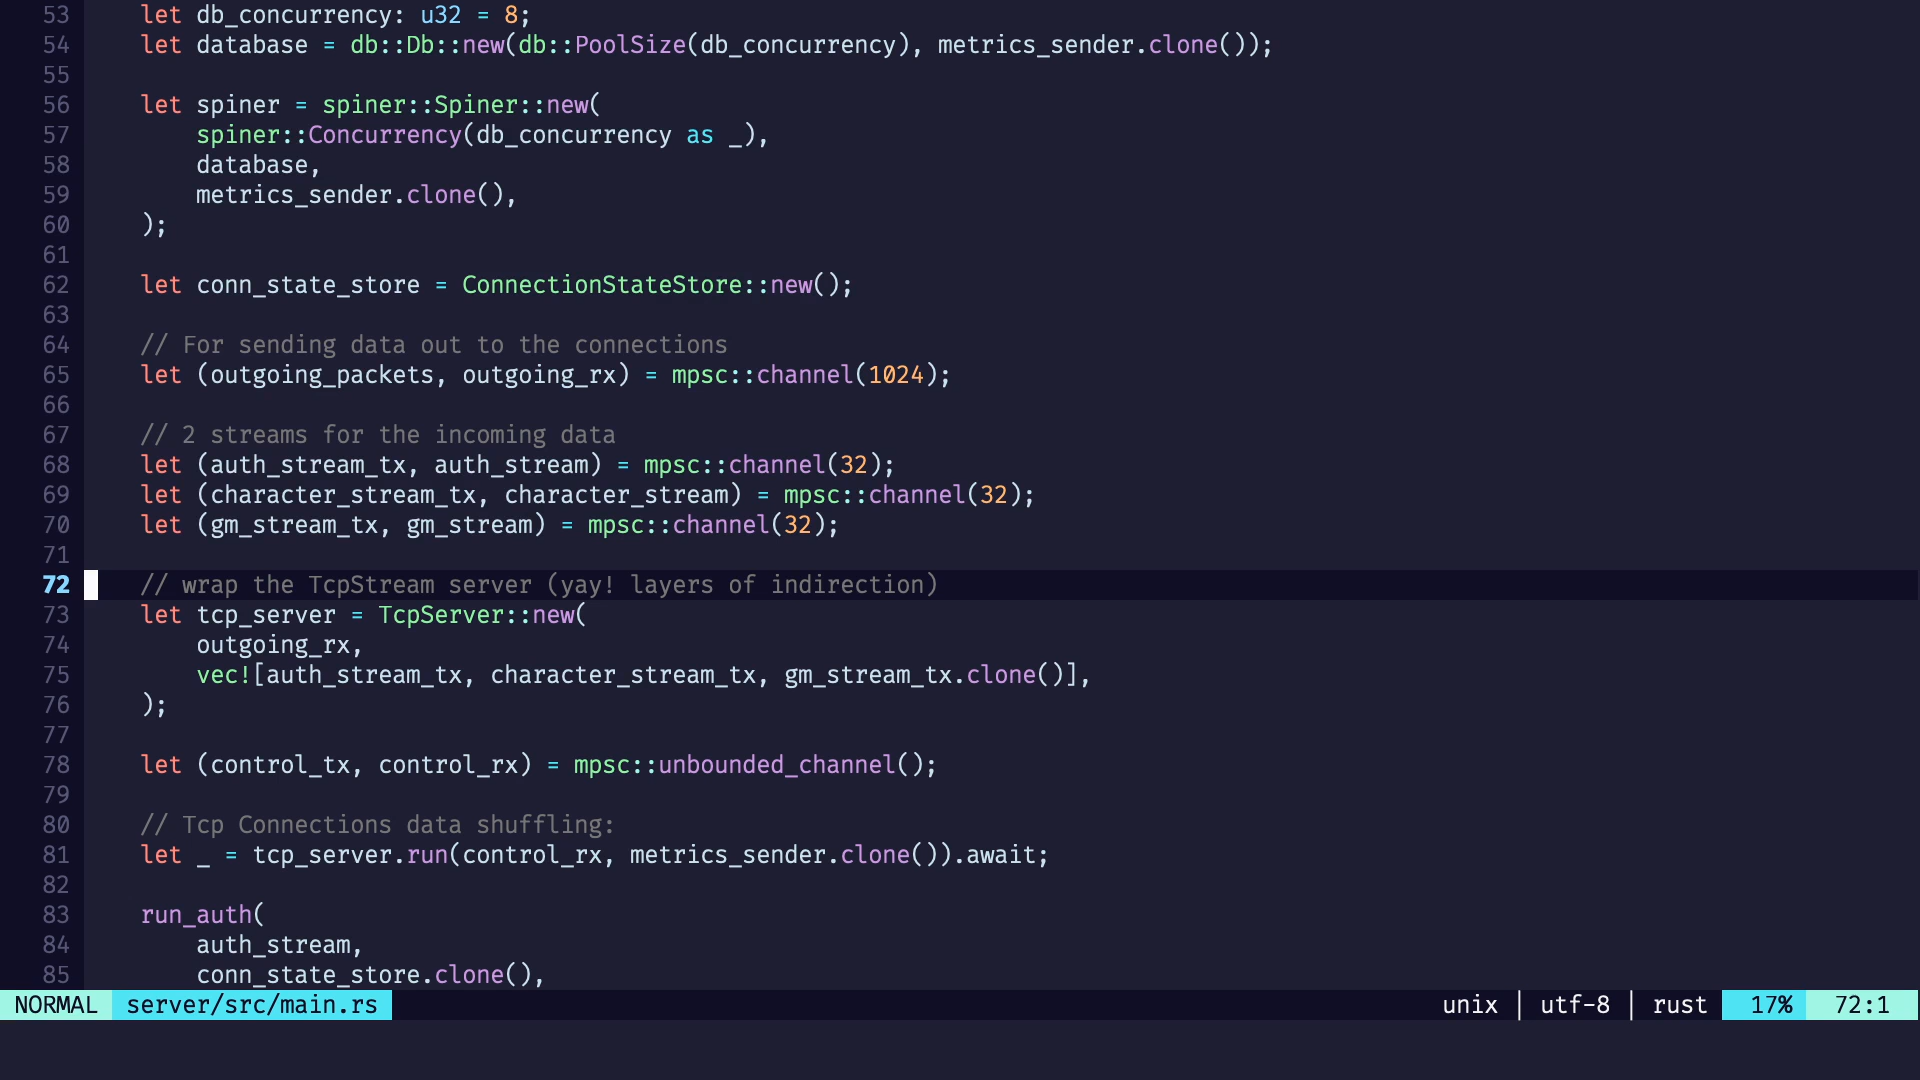 53 let db_concurrency: u32 = 8;
54 let database = db::Db::new(db::PoolSize(db_concurrency), metrics_sender.clone());
55
56 let spiner = spiner::Spiner::new(
57 spiner::Concurrency(db_concurrency as _),
58 database,
59 metrics_sender.clone(),
60 );
61
62 let conn_state_store = ConnectionStateStore::new();
63
64 // For sending data out to the connections
65 let (outgoing_packets, outgoing_rx) = mpsc::channel(1024);
66
67 // 2 streams for the incoming data
68 let (auth_stream_tx, auth_stream) = mpsc::channel(32);
69 let (character_stream_tx, character_stream) = mpsc::channel(32);
70 let (gm_stream_tx, gm_stream) = mpsc::channel(32);
71
72 // wrap the TcpStream server (yay! layers of indirection)
73 let tcp_server = TcpServer::new(
74 outgoing_rx,
75 vec![auth_stream_tx, character_stream_tx, gm_stream_tx.clone()],
76 );
77
78 let (control_tx, control_rx) = mpsc::unbounded_channel();
79
80 // Tcp Connections data shuffling:
81 let _ = tcp_server.run(control_rx, metrics_sender.clone()).await;
82
83 run_auth(
84 auth_stream,
85 conn_state_store.clone(),
NORMAL server/src/main.rs unix | utf-8 | rust 17% 72:1